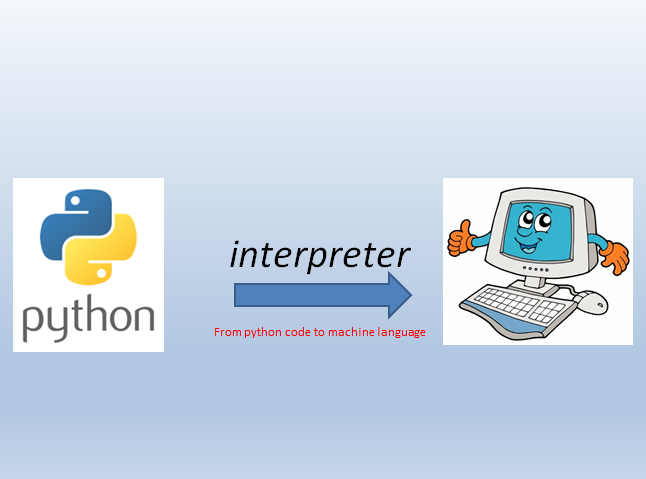 interpreter
python
From python code to machine language